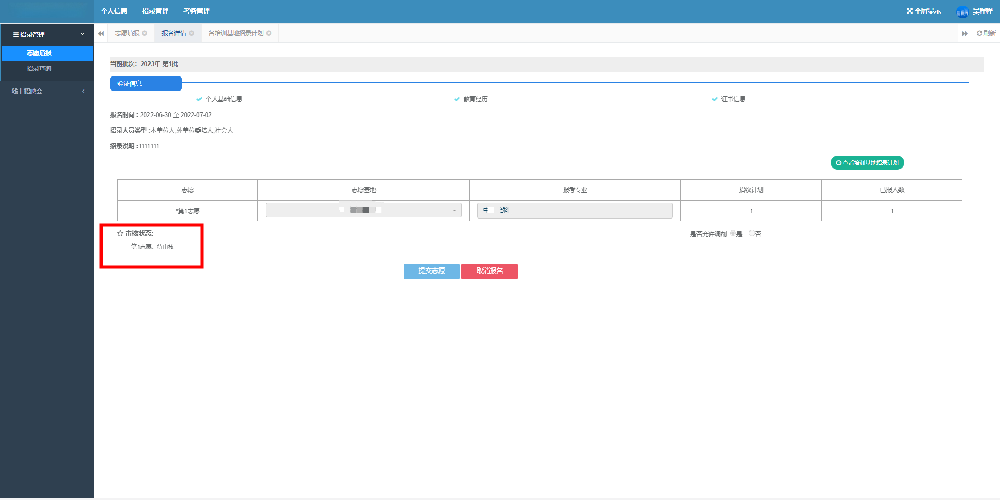 个人信息 招录管理 考务管理 全屏显示 吴程程
招录管理
志愿填报
招录查询
线上招聘会
志愿填报 报名详情 各培训基地招录计划 刷新
当前批次：2023年-第1批
验证信息
个人基础信息 教育经历 证书信息
报名时间 : 2022-06-30 至 2022-07-02
招录人员类型 :本单位人,外单位委培人,社会人
招录说明 :1111111
查看培训基地招录计划
志愿 志愿基地 报考专业 招收计划 已报人数
*第1志愿 中 科 1 1
审核状态: 是否允许调剂: 是 否
第1志愿：待审核
提交志愿 取消报名